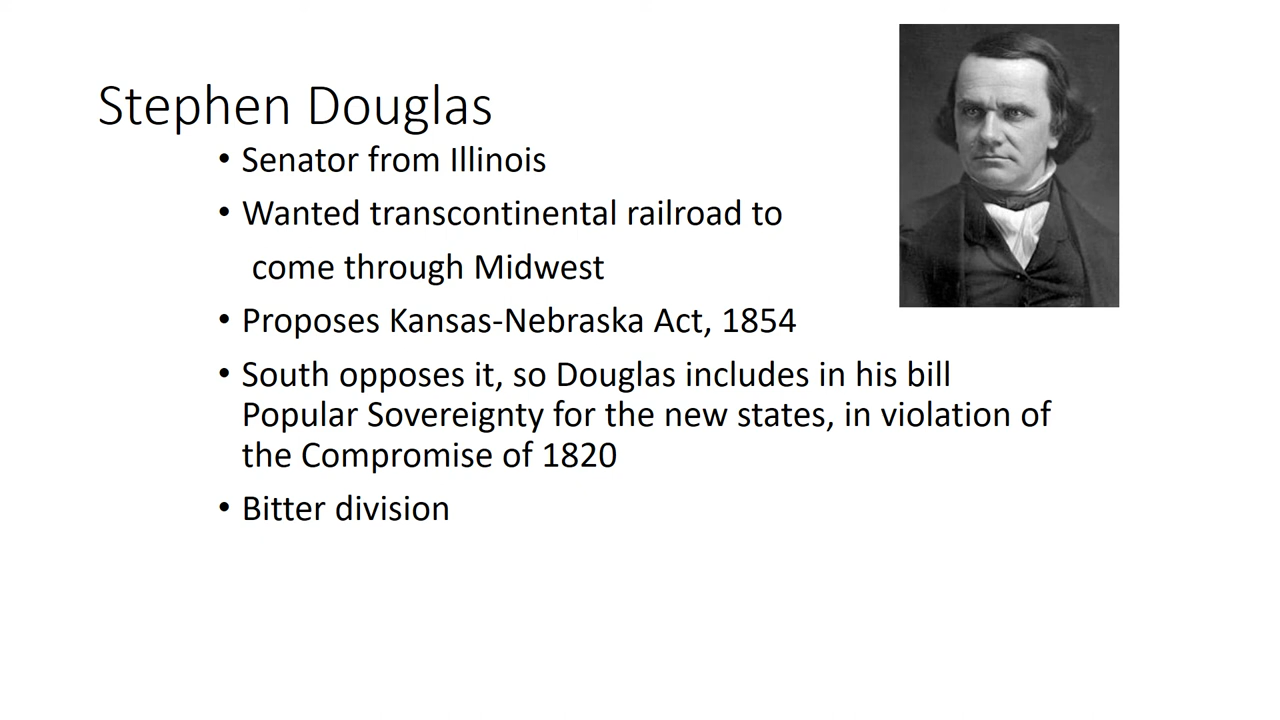 Stephen Douglas
• Senator from Illinois
• Wanted transcontinental railroad to
come through Midwest
• Proposes Kansas-Nebraska Act, 1854
• South opposes it, so Douglas includes in his bill
Popular Sovereignty for the new states, in violation of
the Compromise of 1820
• Bitter division